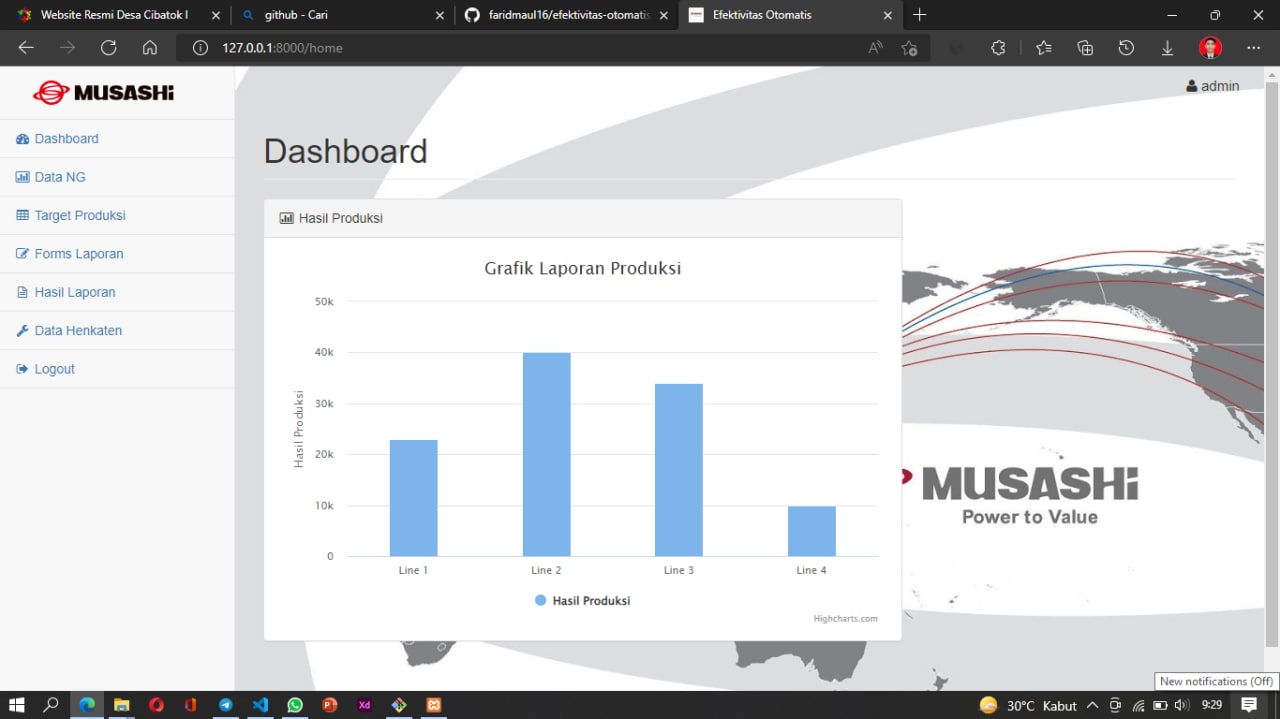 Website Resmi Desa Cibatok I
github - Cari
faridmaul16/efektivitas-otomatis
Efektivitas Otomatis
127.0.0.1:8000/home
MUSASHi
admin
Dashboard
Data NG
Target Produksi
Forms Laporan
Hasil Laporan
Data Henkaten
Logout
Dashboard
Hasil Produksi
Grafik Laporan Produksi
Hasil Produksi
50k
40k
30k
20k
10k
0
Line 1
Line 2
Line 3
Line 4
Hasil Produksi
Highcharts.com
MUSASHi
Power to Value
New notifications (Off)
30°C Kabut
9:29